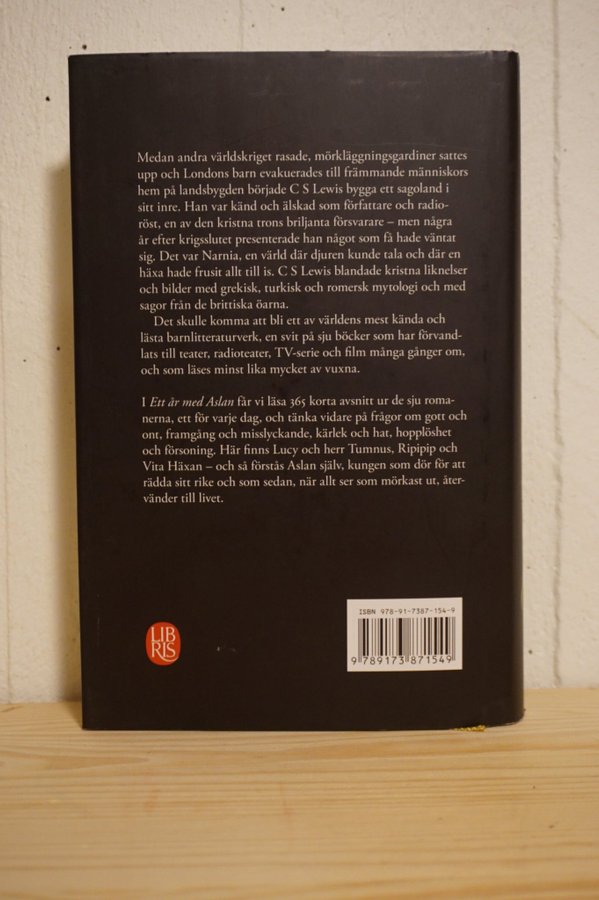 Medan andra världskriget rasade, mörkläggningsgardiner sattes
upp och Londons barn evakuerades till främmande människors
hem på landsbygden började C S Lewis bygga ett sagoland i
sitt inre. Han var känd och älskad som författare och radio-
röst, en av den kristna trons briljanta försvarare – men några
år efter krigsslutet presenterade han något som få hade väntat
sig. Det var Narnia, en värld där djuren kunde tala och där en
häxa hade frusit allt till is. C S Lewis blandade kristna liknelser
och bilder med grekisk, turkisk och romersk mytologi och med
sagor från de brittiska öarna.
Det skulle komma att bli ett av världens mest kända och
lästa barnlitteraturverk, en svit på sju böcker som har förvand-
lats till teater, radioteater, TV-serie och film många gånger om,
och som läses minst lika mycket av vuxna.
I Ett år med Aslan får vi läsa 365 korta avsnitt ur de sju roma-
nerna, ett för varje dag, och tänka vidare på frågor om gott och
ont, framgång och misslyckande, kärlek och hat, hopplöshet
och försoning. Här finns Lucy och herr Tumnus, Ripipip och
Vita Häxan – och så förstås Aslan själv, kungen som dör för att
rädda sitt rike och som sedan, när allt ser som mörkast ut, åter-
vänder till livet.
ISBN 978-91-7387-154-9
9 789173 871549
LIB
RIS